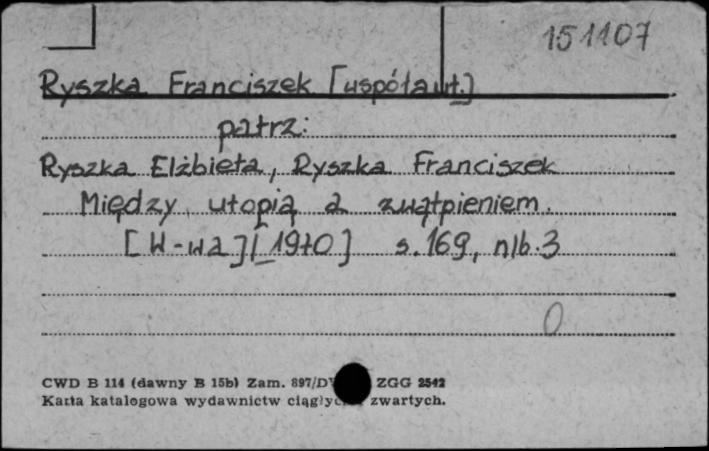 151107
Ryszka Franciszek [współaut.]
patrz:
Ryszka Elżbieta, Ryszka Franciszek
Między utopią a zwątpieniem.
[W-wa][1970] s. 169, nlb. 3
0
CWD B 114 (dawny B 15b) Zam. 897/D ZGG 2542
Karta katalogowa wydawnictw zwartych.